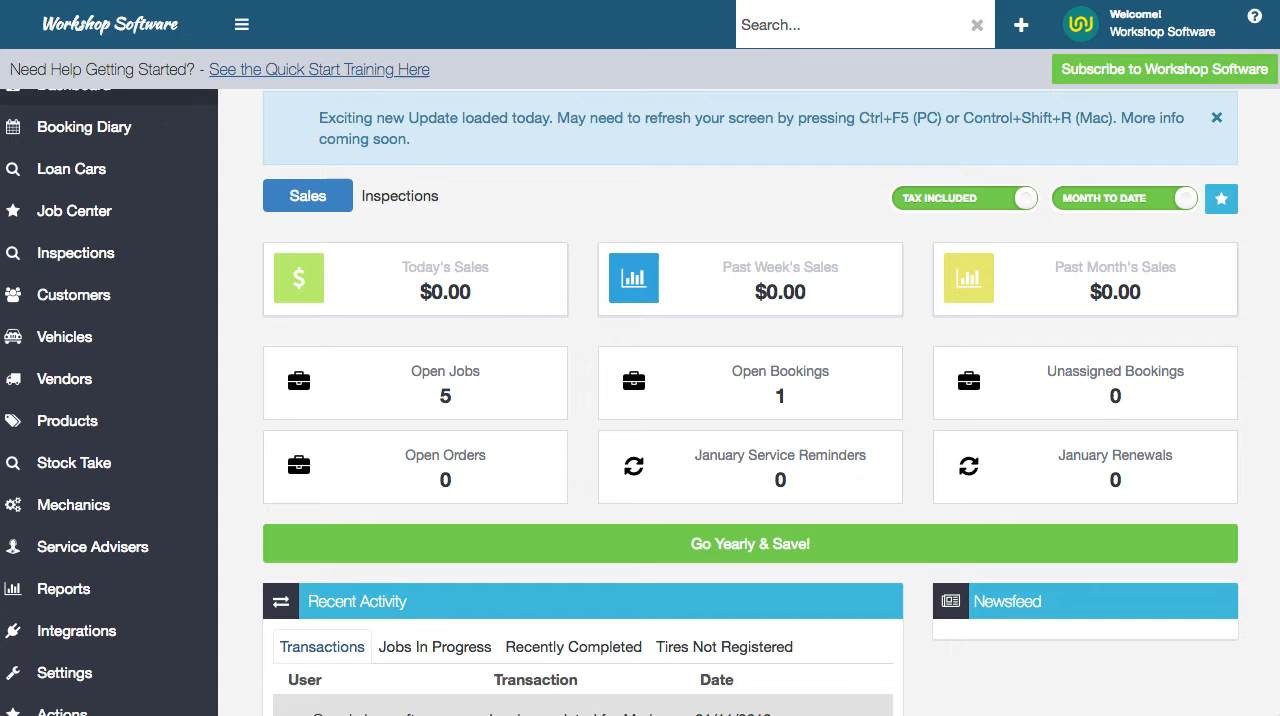 Workshop Software
Search...
Welcome!
Workshop Software
Need Help Getting Started? - See the Quick Start Training Here
Subscribe to Workshop Software
Dashboard
Booking Diary
Loan Cars
Job Center
Inspections
Customers
Vehicles
Vendors
Products
Stock Take
Mechanics
Service Advisers
Reports
Integrations
Settings
Actions
Exciting new Update loaded today. May need to refresh your screen by pressing Ctrl+F5 (PC) or Control+Shift+R (Mac). More info
coming soon.
Sales
Inspections
TAX INCLUDED
MONTH TO DATE
Today's Sales
$0.00
Past Week's Sales
$0.00
Past Month's Sales
$0.00
Open Jobs
5
Open Bookings
1
Unassigned Bookings
0
Open Orders
0
January Service Reminders
0
January Renewals
0
Go Yearly & Save!
Recent Activity
Newsfeed
Transactions Jobs In Progress Recently Completed Tires Not Registered
User Transaction Date